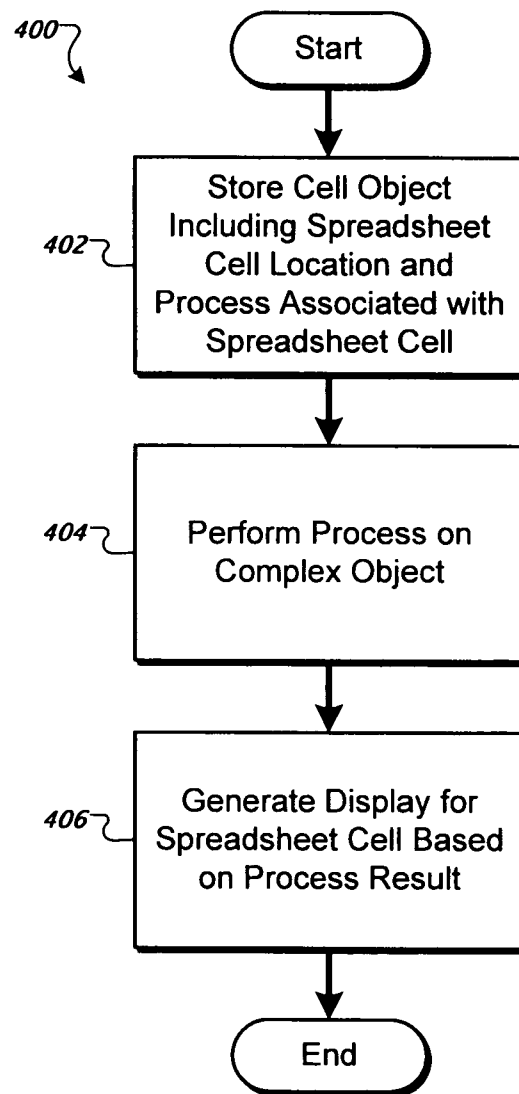 400
Start
402
Store Cell Object
Including Spreadsheet
Cell Location and
Process Associated with
Spreadsheet Cell
404
Perform Process on
Complex Object
406
Generate Display for
Spreadsheet Cell Based
on Process Result
End